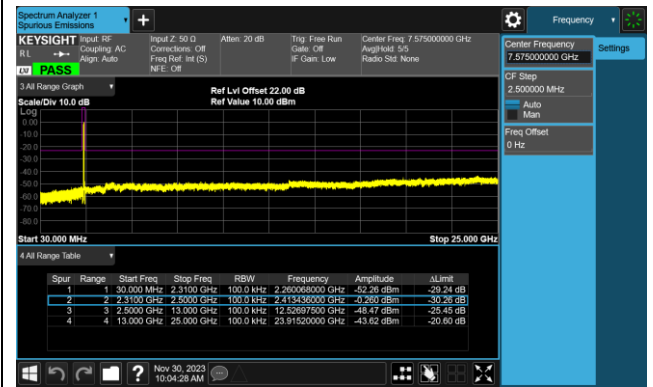 Spectrum Analyzer 1
Spurious Emissions
Frequency
KEYSIGHT
RL
PASS
Input: RF
Coupling: AC
Align: Auto
Input Z: 50 Ω
Corrections: Off
Freq Ref: Int (S)
NFE: Off
Atten: 20 dB
Trig: Free Run
Gate: Off
IF Gain: Low
Center Freq: 7.575000000 GHz
Avg|Hold: 5/5
Radio Std: None
Center Frequency
7.575000000 GHz
Settings
CF Step
2.500000 MHz
Auto
Man
Freq Offset
0 Hz
3 All Range Graph
Scale/Div 10.0 dB
Ref Lvl Offset 22.00 dB
Ref Value 10.00 dBm
Log
0.00
-10.0
-20.0
-30.0
-40.0
-50.0
-60.0
-70.0
-80.0
Start 30.000 MHz
Stop 25.000 GHz
4 All Range Table
Spur Range Start Freq Stop Freq RBW Frequency Amplitude ΔLimit
1 1 30.000 MHz 2.3100 GHz 100.0 kHz 2.260068000 GHz -52.26 dBm -29.24 dB
2 2 2.3100 GHz 2.5000 GHz 100.0 kHz 2.413436000 GHz -0.260 dBm -30.26 dB
3 3 2.5000 GHz 13.000 GHz 100.0 kHz 12.52697500 GHz -48.47 dBm -25.45 dB
4 4 13.000 GHz 25.000 GHz 100.0 kHz 23.91520000 GHz -43.62 dBm -20.60 dB
Nov 30, 2023
10:04:28 AM